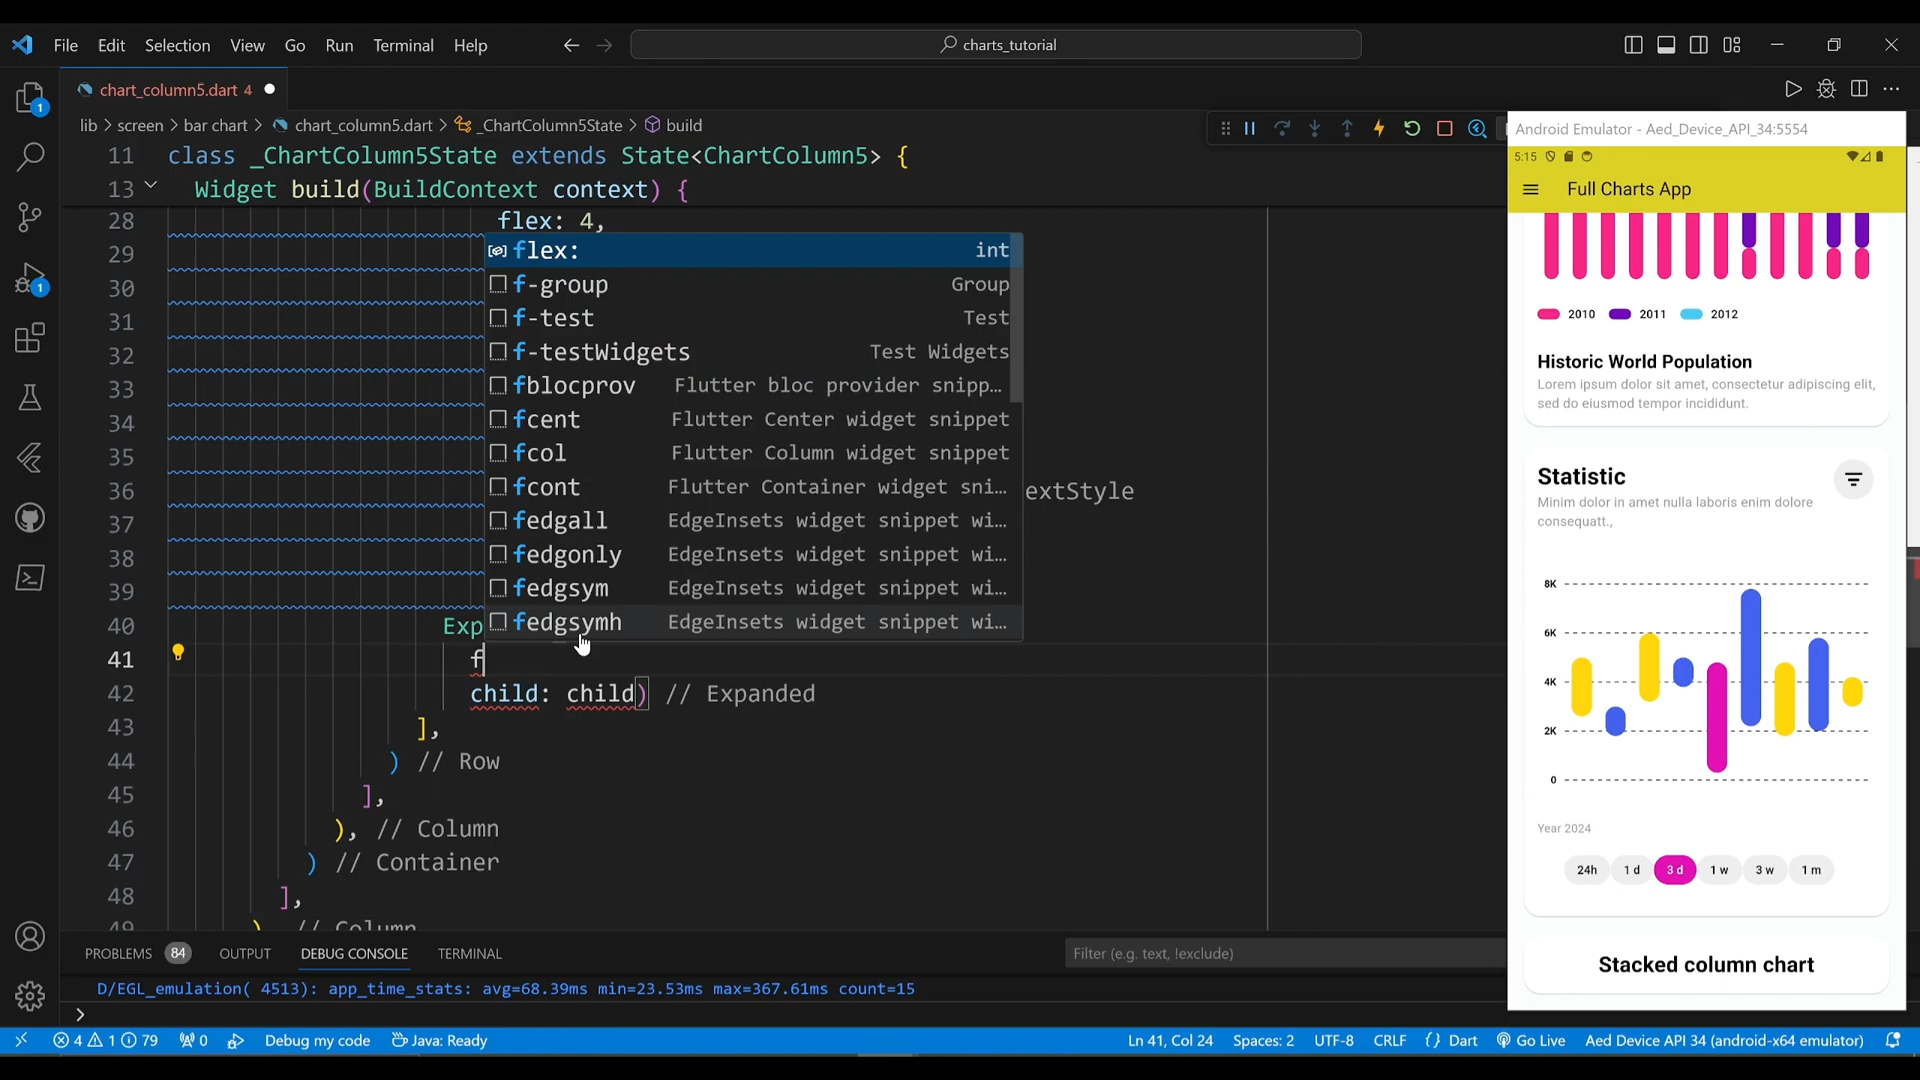 File Edit Selection View Go Run Terminal Help
charts_tutorial
chart_column5.dart 4
lib > screen > bar chart > chart_column5.dart > _ChartColumn5State > build
11 class _ChartColumn5State extends State<ChartColumn5> {
13 Widget build(BuildContext context) {
28 flex: 4,
29 flex: int
30 f-group Group
31 f-test Test
32 f-testWidgets Test Widgets
33 fblocprov Flutter bloc provider snipp...
34 fcent Flutter Center widget snippet
35 fcol Flutter Column widget snippet
36 fcont Flutter Container widget sni... extStyle
37 fedgall EdgeInsets widget snippet wi...
38 fedgonly EdgeInsets widget snippet wi...
39 fedgsym EdgeInsets widget snippet wi...
40 Exp fedgsymh EdgeInsets widget snippet wi...
41 f
42 child: child) // Expanded
43 ],
44 ) // Row
45 ],
46 ), // Column
47 ) // Container
48 ],
49 ) // Column
PROBLEMS 84 OUTPUT DEBUG CONSOLE TERMINAL
Filter (e.g. text, !exclude)
D/EGL_emulation( 4513): app_time_stats: avg=68.39ms min=23.53ms max=367.61ms count=15
>
4 1 79 0 Debug my code Java: Ready Ln 41, Col 24 Spaces: 2 UTF-8 CRLF {} Dart Go Live Aed Device API 34 (android-x64 emulator)
1
1
Android Emulator - Aed_Device_API_34:5554
5:15
Full Charts App
2010 2011 2012
Historic World Population
Lorem ipsum dolor sit amet, consectetur adipiscing elit,
sed do eiusmod tempor incididunt.
Statistic
Minim dolor in amet nulla laboris enim dolore
consequatt.,
8K
6K
4K
2K
0
Year 2024
24h 1 d 3 d 1 w 3 w 1 m
Stacked column chart